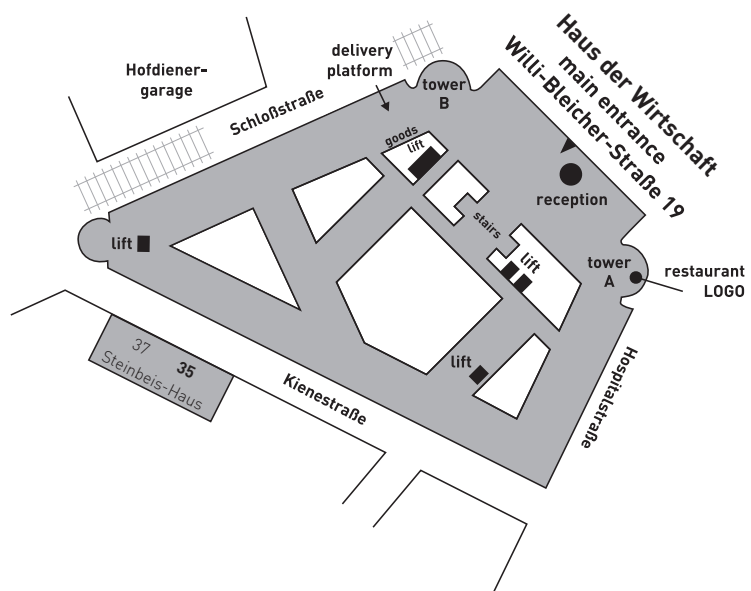 Haus der Wirtschaft
main entrance
Willi-Bleicher-Straße 19
delivery
platform
Hofdiener-
garage
Schloßstraße
tower
B
goods
lift
reception
stairs
lift
lift
tower
A
restaurant
LOGO
lift
37
35
Steinbeis-Haus
Kienestraße
Hospitalstraße